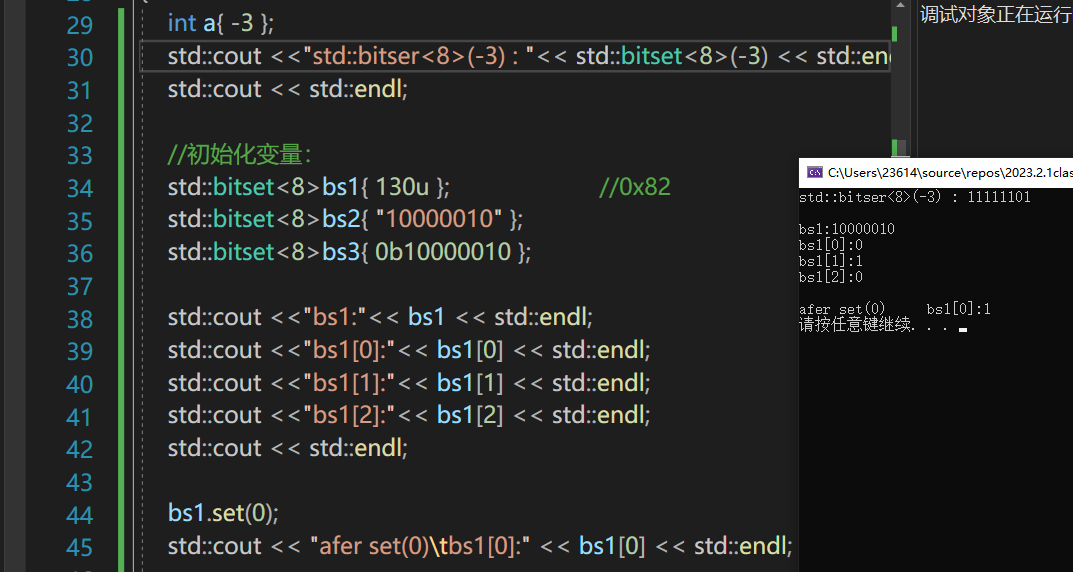 29 int a{ -3 };
30 std::cout <<"std::bitser<8>(-3) : "<< std::bitset<8>(-3) << std::en
31 std::cout << std::endl;
32
33 //初始化变量:
34 std::bitset<8>bs1{ 130u }; //0x82
35 std::bitset<8>bs2{ "10000010" };
36 std::bitset<8>bs3{ 0b10000010 };
37
38 std::cout <<"bs1:"<< bs1 << std::endl;
39 std::cout <<"bs1[0]:"<< bs1[0] << std::endl;
40 std::cout <<"bs1[1]:"<< bs1[1] << std::endl;
41 std::cout <<"bs1[2]:"<< bs1[2] << std::endl;
42 std::cout << std::endl;
43
44 bs1.set(0);
45 std::cout << "afer set(0)\tbs1[0]:" << bs1[0] << std::endl;
调试对象正在运行
C:\Users\23614\source\repos\2023.2.1clas
std::bitser<8>(-3) : 11111101
bs1:10000010
bs1[0]:0
bs1[1]:1
bs1[2]:0
afer set(0) bs1[0]:1
请按任意键继续. . .